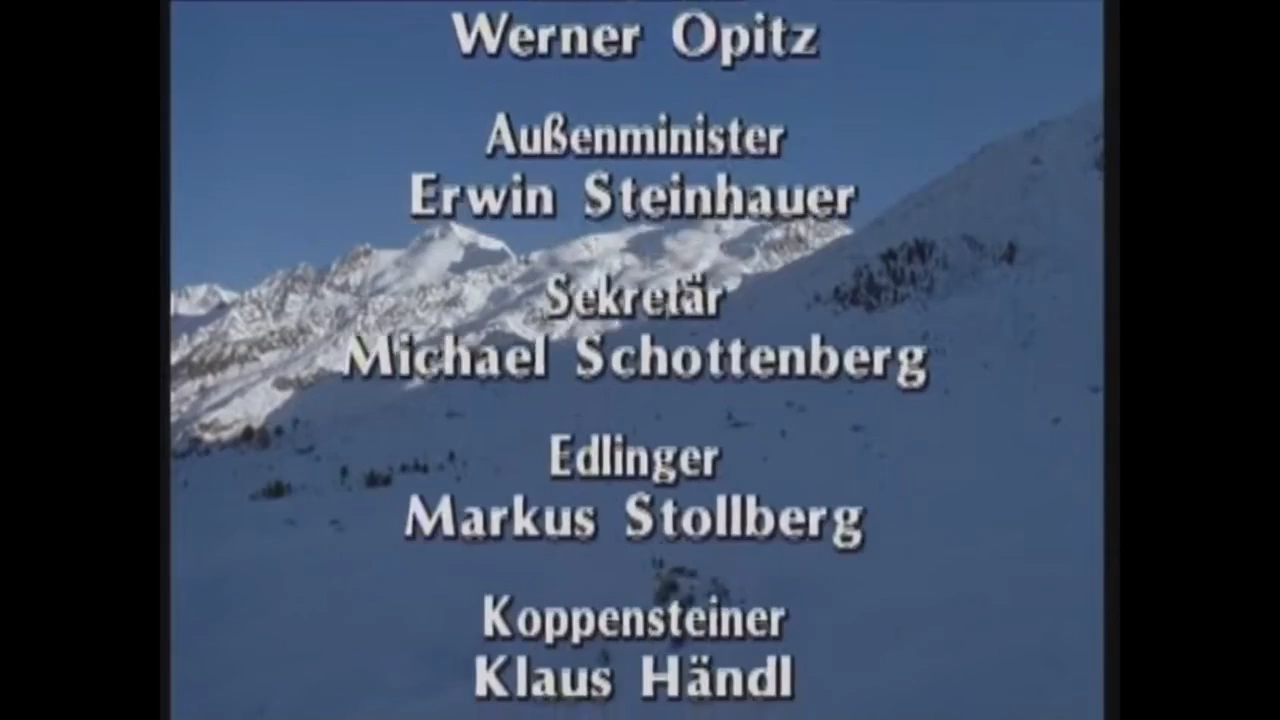 Werner Opitz
Außenminister
Erwin Steinhauer
Sekretär
Michael Schottenberg
Edlinger
Markus Stollberg
Koppensteiner
Klaus Händl